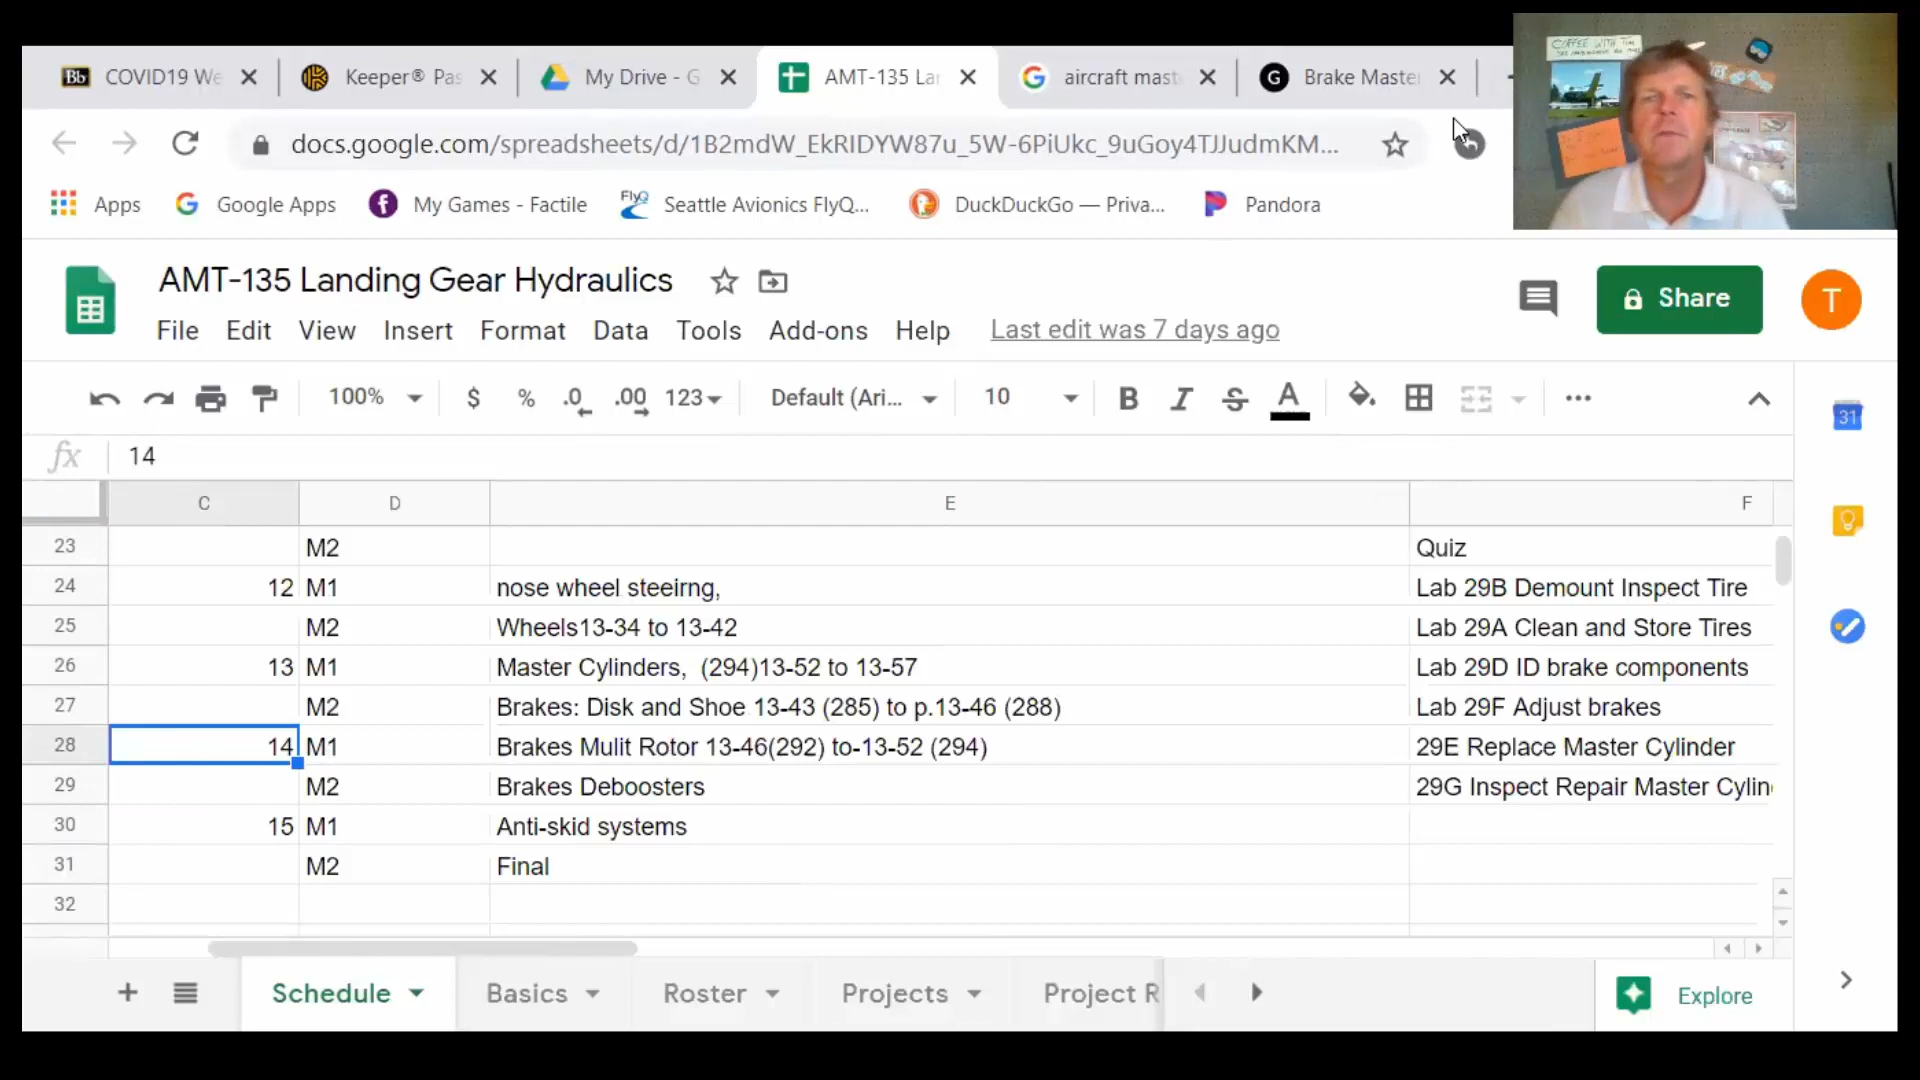 COVID19 We
Keeper® Pas
My Drive - G
AMT-135 Lan
aircraft mast
Brake Master
docs.google.com/spreadsheets/d/1B2mdW_EkRIDYW87u_5W-6PiUkc_9uGoy4TJJudmKM...
Apps
Google Apps
My Games - Factile
FlyQ
Seattle Avionics FlyQ...
DuckDuckGo — Priva...
Pandora
COFFEE WITH TIM
AMT-135 Landing Gear Hydraulics
Share
T
File Edit View Insert Format Data Tools Add-ons Help Last edit was 7 days ago
100% $ % .0 .00 123 Default (Ari... 10 B I S A
31
fx 14
C D E F
23 M2 Quiz
24 12 M1 nose wheel steeirng, Lab 29B Demount Inspect Tire
25 M2 Wheels13-34 to 13-42 Lab 29A Clean and Store Tires
26 13 M1 Master Cylinders, (294)13-52 to 13-57 Lab 29D ID brake components
27 M2 Brakes: Disk and Shoe 13-43 (285) to p.13-46 (288) Lab 29F Adjust brakes
28 14 M1 Brakes Mulit Rotor 13-46(292) to-13-52 (294) 29E Replace Master Cylinder
29 M2 Brakes Deboosters 29G Inspect Repair Master Cylin
30 15 M1 Anti-skid systems
31 M2 Final
32
Schedule Basics Roster Projects Project R
Explore